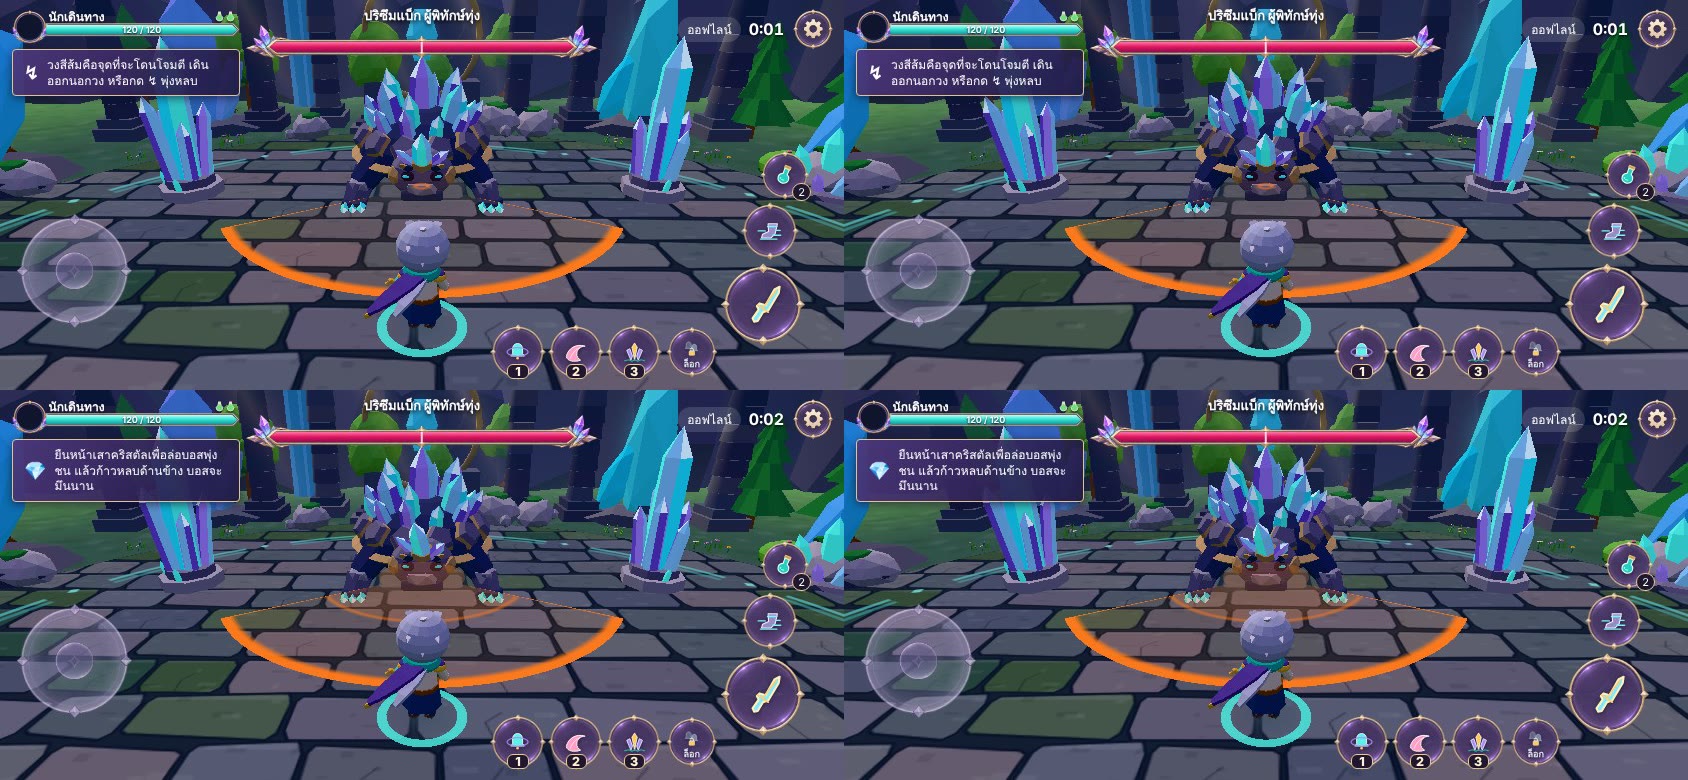 นักเดินทาง
120 / 120
ปริซึมแบ็ก ผู้พิทักษ์ทุ่ง
ออฟไลน์
0:01
วงสีส้มคือจุดที่จะโดนโจมตี เดิน
ออกนอกวง หรือกด ↯ พุ่งหลบ
2
1
2
3
ล็อก
นักเดินทาง
120 / 120
ปริซึมแบ็ก ผู้พิทักษ์ทุ่ง
ออฟไลน์
0:01
วงสีส้มคือจุดที่จะโดนโจมตี เดิน
ออกนอกวง หรือกด ↯ พุ่งหลบ
2
1
2
3
ล็อก
นักเดินทาง
120 / 120
ปริซึมแบ็ก ผู้พิทักษ์ทุ่ง
ออฟไลน์
0:02
ยืนหน้าเสาคริสตัลเพื่อล่อบอสพุ่ง
ชน แล้วก้าวหลบด้านข้าง บอสจะ
มึนนาน
2
1
2
3
ล็อก
นักเดินทาง
120 / 120
ปริซึมแบ็ก ผู้พิทักษ์ทุ่ง
ออฟไลน์
0:02
ยืนหน้าเสาคริสตัลเพื่อล่อบอสพุ่ง
ชน แล้วก้าวหลบด้านข้าง บอสจะ
มึนนาน
2
1
2
3
ล็อก